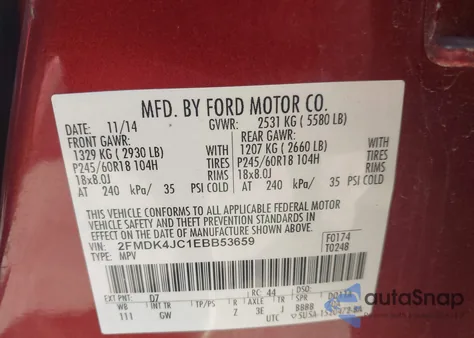 MFD. BY FORD MOTOR CO.
DATE: 11/14 GVWR: 2531 KG ( 5580 LB)
FRONT GAWR: REAR GAWR:
1329 KG ( 2930 LB) 1207 KG ( 2660 LB)
P245/60R18 104H TIRES P245/60R18 104H TIRES
18x8.0J RIMS 18x8.0J RIMS
AT 240 kPa/ 35 PSI COLD AT 240 kPa/ 35 PSI COLD
THIS VEHICLE CONFORMS TO ALL APPLICABLE FEDERAL MOTOR
VEHICLE SAFETY AND THEFT PREVENTION STANDARDS IN
EFFECT ON THE DATE OF MANUFACTURE SHOWN ABOVE.
VIN: 2FMDK4JC1EBB53659 F0174
TYPE: MPV T0248
EXT PNT: D7 RC: 44 DSO:
WB INT TR TP/PS R AXLE TR SPR
111 GW Z 3E J BBBB
UTC
autoSnap